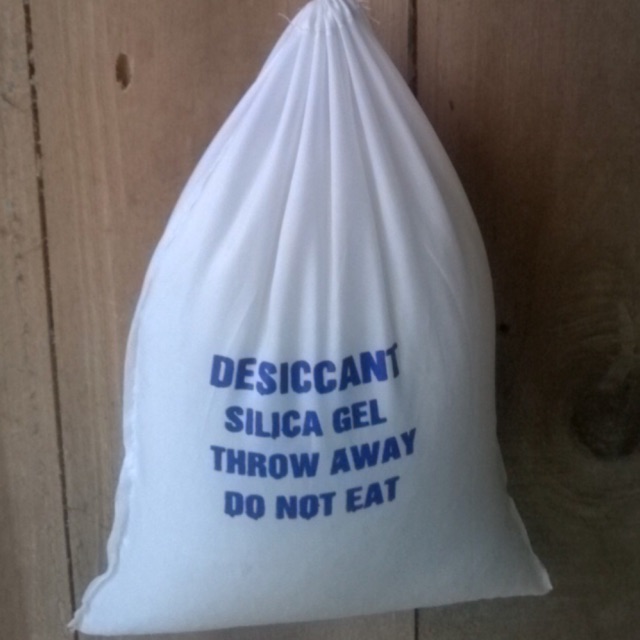 DESICCANT
SILICA GEL
THROW AWAY
DO NOT EAT